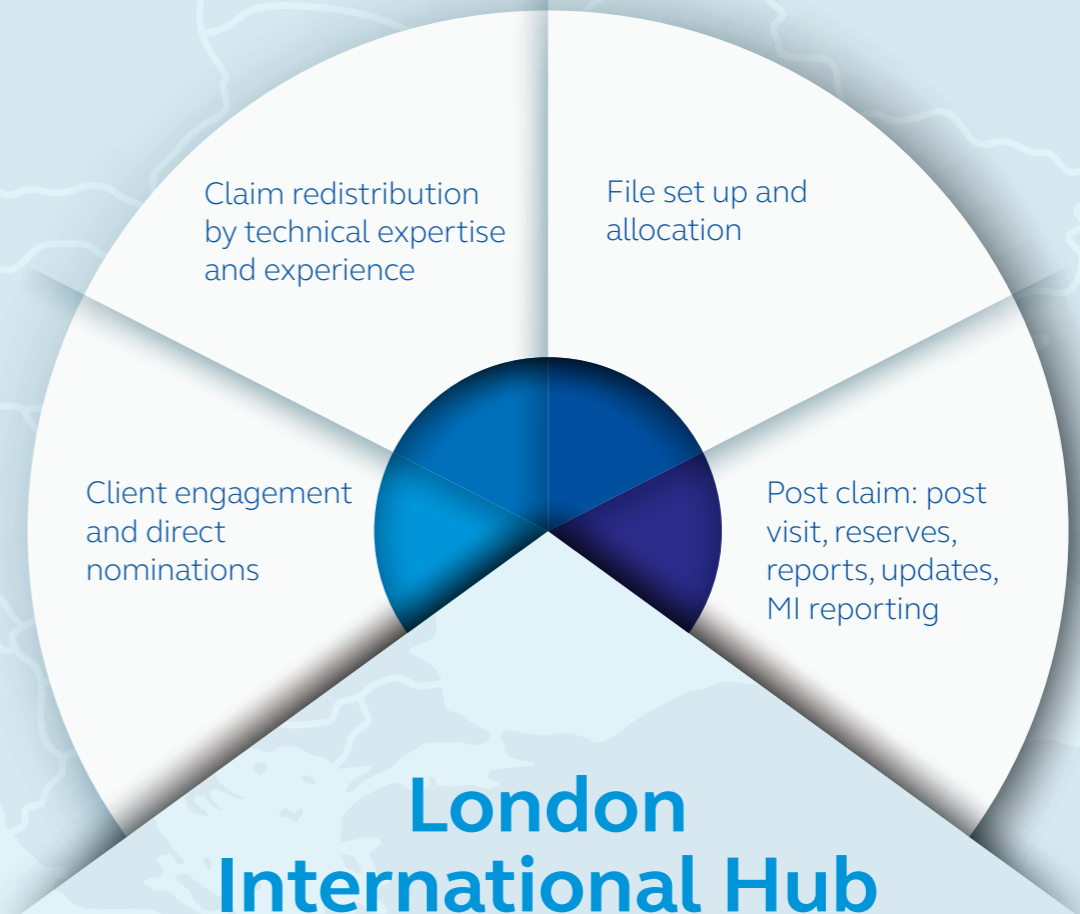 Claim redistribution
by technical expertise
and experience
File set up and
allocation
Client engagement
and direct
nominations
Post claim: post
visit, reserves,
reports, updates,
MI reporting
London
International Hub